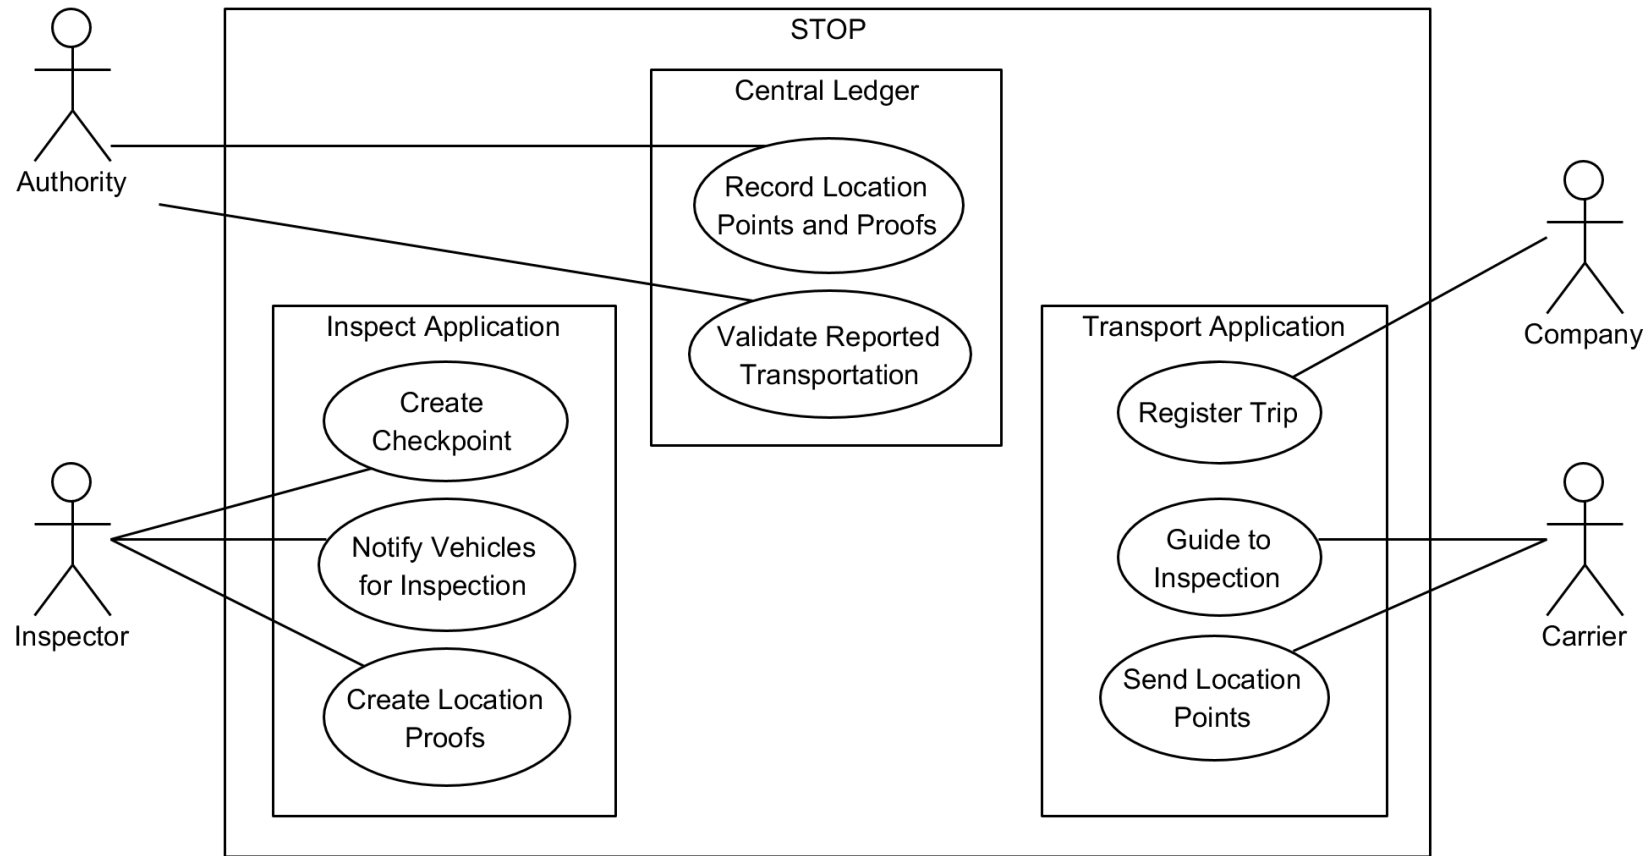 STOP
Central Ledger
Record Location
Points and Proofs
Validate Reported
Transportation
Authority
Inspect Application
Create
Checkpoint
Notify Vehicles
for Inspection
Create Location
Proofs
Inspector
Transport Application
Register Trip
Guide to
Inspection
Send Location
Points
Company
Carrier